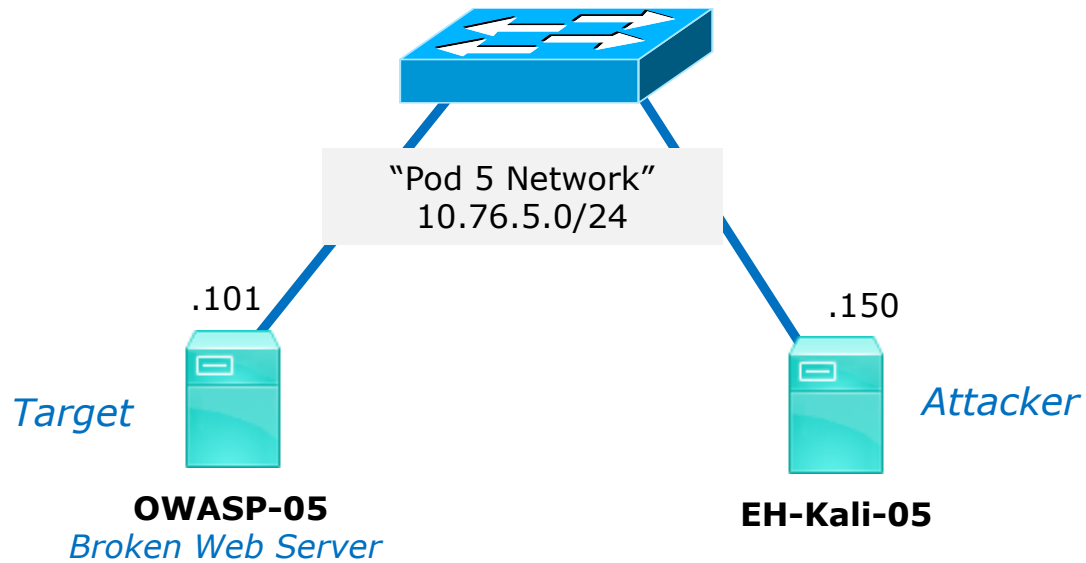 “Pod 5 Network”
10.76.5.0/24
.101
.150
Target
Attacker
OWASP-05
Broken Web Server
EH-Kali-05